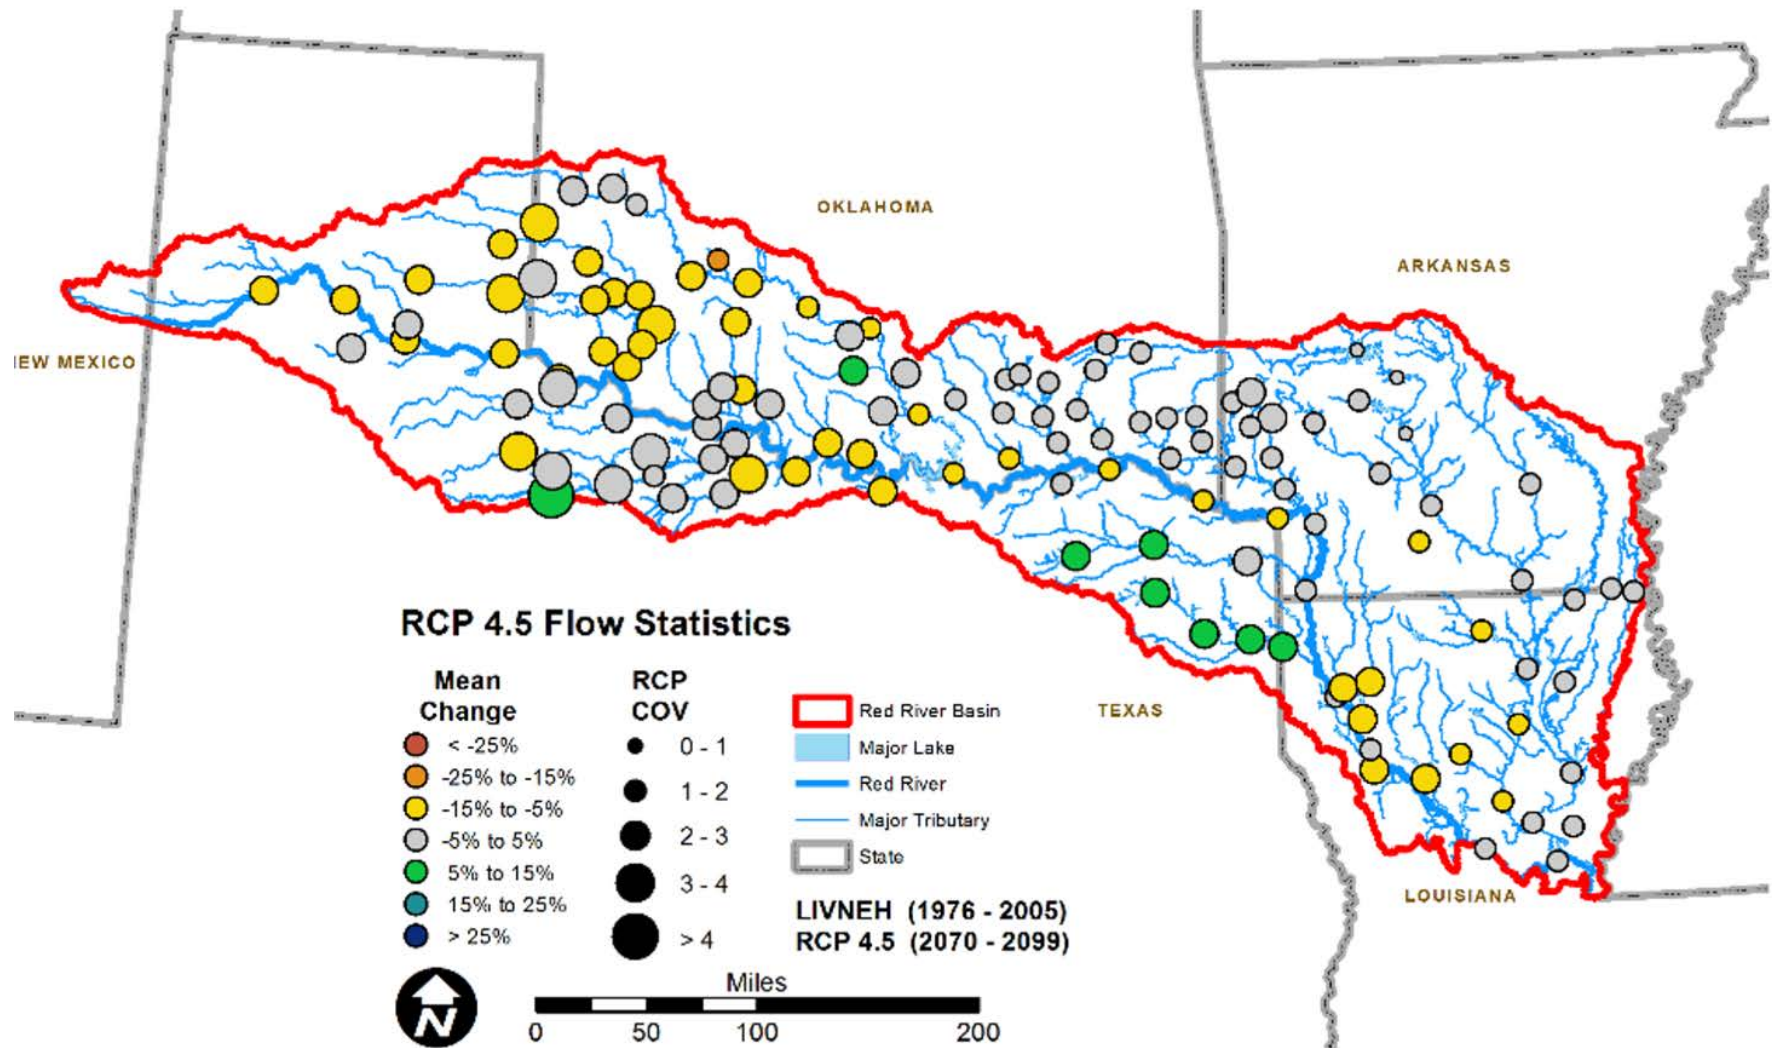 OKLAHOMA
ARKANSAS
IEW MEXICO
RCP 4.5 Flow Statistics
Mean
Change
< -25%
-25% to -15%
-15% to -5%
-5% to 5%
5% to 15%
15% to 25%
> 25%
RCP
COV
0 - 1
1 - 2
2 - 3
3 - 4
> 4
Red River Basin
Major Lake
Red River
Major Tributary
State
LIVNEH (1976 - 2005)
RCP 4.5 (2070 - 2099)
TEXAS
LOUISIANA
N
Miles
0 50 100 200